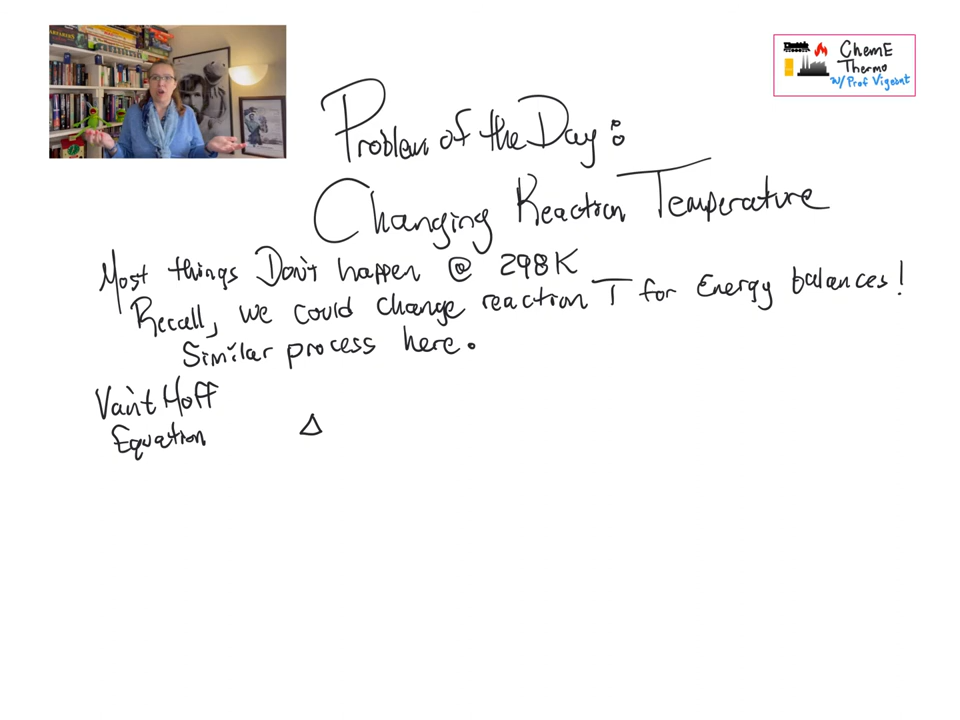 ChemE
Thermo
w/ Prof Vigeant
Problem of the Day:
Changing Reaction Temperature
Most things Don't happen @ 298K
Recall, we could change reaction T for Energy balances!
Similar process here.
Van't Hoff
Equation
Δ